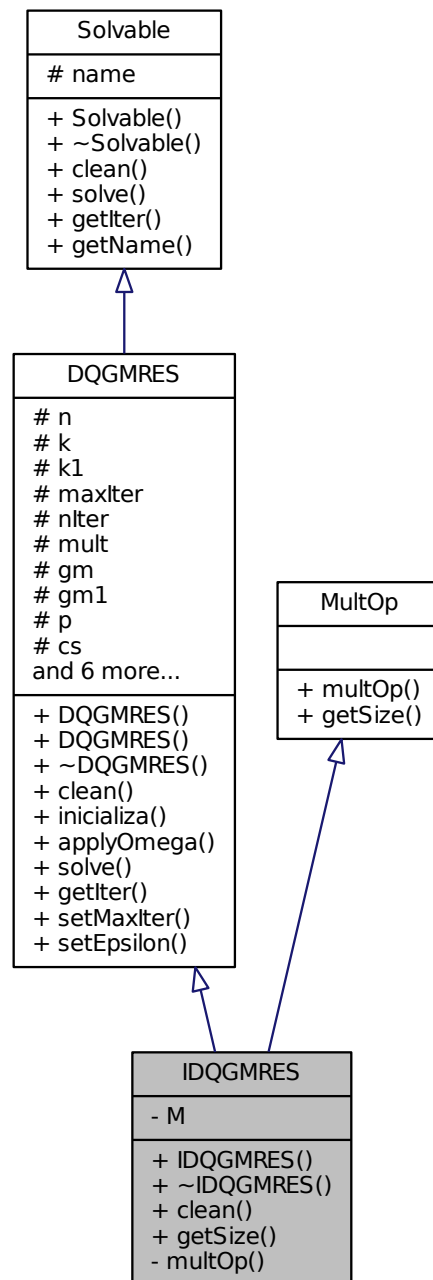 Solvable
# name
+ Solvable()
+ ~Solvable()
+ clean()
+ solve()
+ getIter()
+ getName()
DQGMRES
# n
# k
# k1
# maxIter
# nIter
# mult
# gm
# gm1
# p
# cs
and 6 more...
+ DQGMRES()
+ DQGMRES()
+ ~DQGMRES()
+ clean()
+ inicializa()
+ applyOmega()
+ solve()
+ getIter()
+ setMaxIter()
+ setEpsilon()
MultOp
+ multOp()
+ getSize()
IDQGMRES
- M
+ IDQGMRES()
+ ~IDQGMRES()
+ clean()
+ getSize()
- multOp()